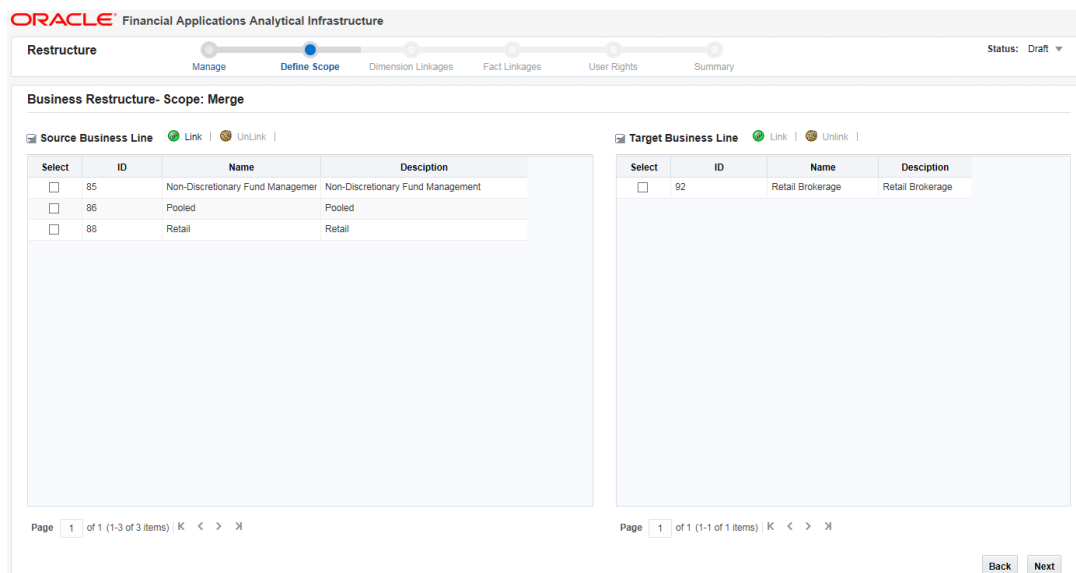 ORACLE Financial Applications Analytical Infrastructure
Restructure
Manage Define Scope Dimension Linkages Fact Linkages User Rights Summary
Status: Draft
Business Restructure- Scope: Merge
Source Business Line Link | UnLink |
Select ID Name Desciption
85 Non-Discretionary Fund Managemer Non-Discretionary Fund Management
86 Pooled Pooled
88 Retail Retail
Page 1 of 1 (1-3 of 3 items)
Target Business Line Link | Unlink |
Select ID Name Desciption
92 Retail Brokerage Retail Brokerage
Page 1 of 1 (1-1 of 1 items)
Back Next